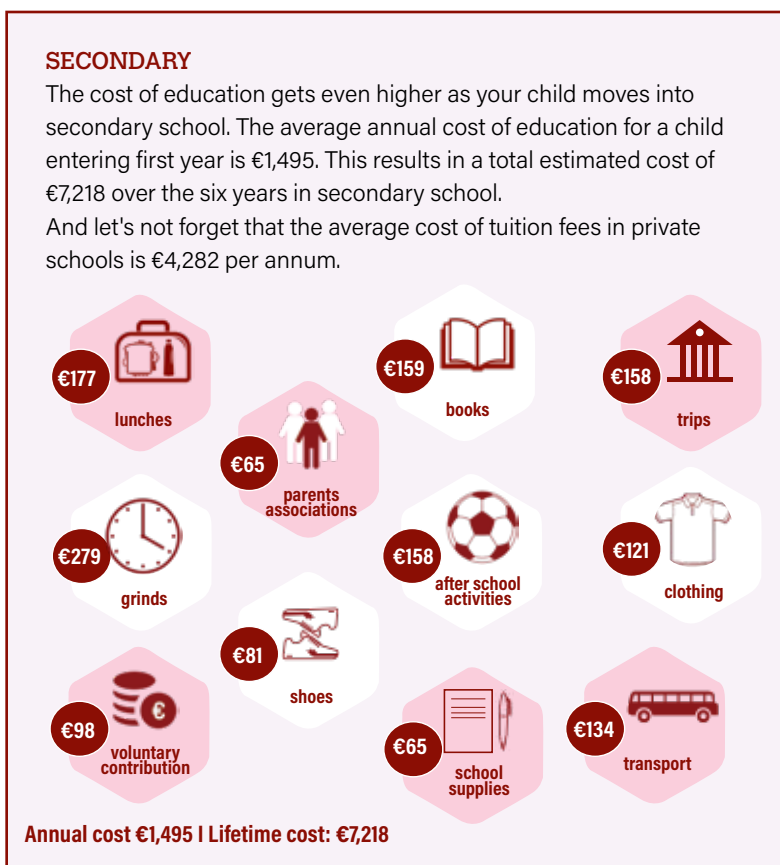 SECONDARY
The cost of education gets even higher as your child moves into
secondary school. The average annual cost of education for a child
entering first year is €1,495. This results in a total estimated cost of
€7,218 over the six years in secondary school.
And let's not forget that the average cost of tuition fees in private
schools is €4,282 per annum.
€177
lunches
€65
parents
associations
€159
books
€158
trips
€279
grinds
€158
after school
activities
€121
clothing
€81
shoes
€98
€
voluntary
contribution
€65
school
supplies
€134
transport
Annual cost €1,495 I Lifetime cost: €7,218